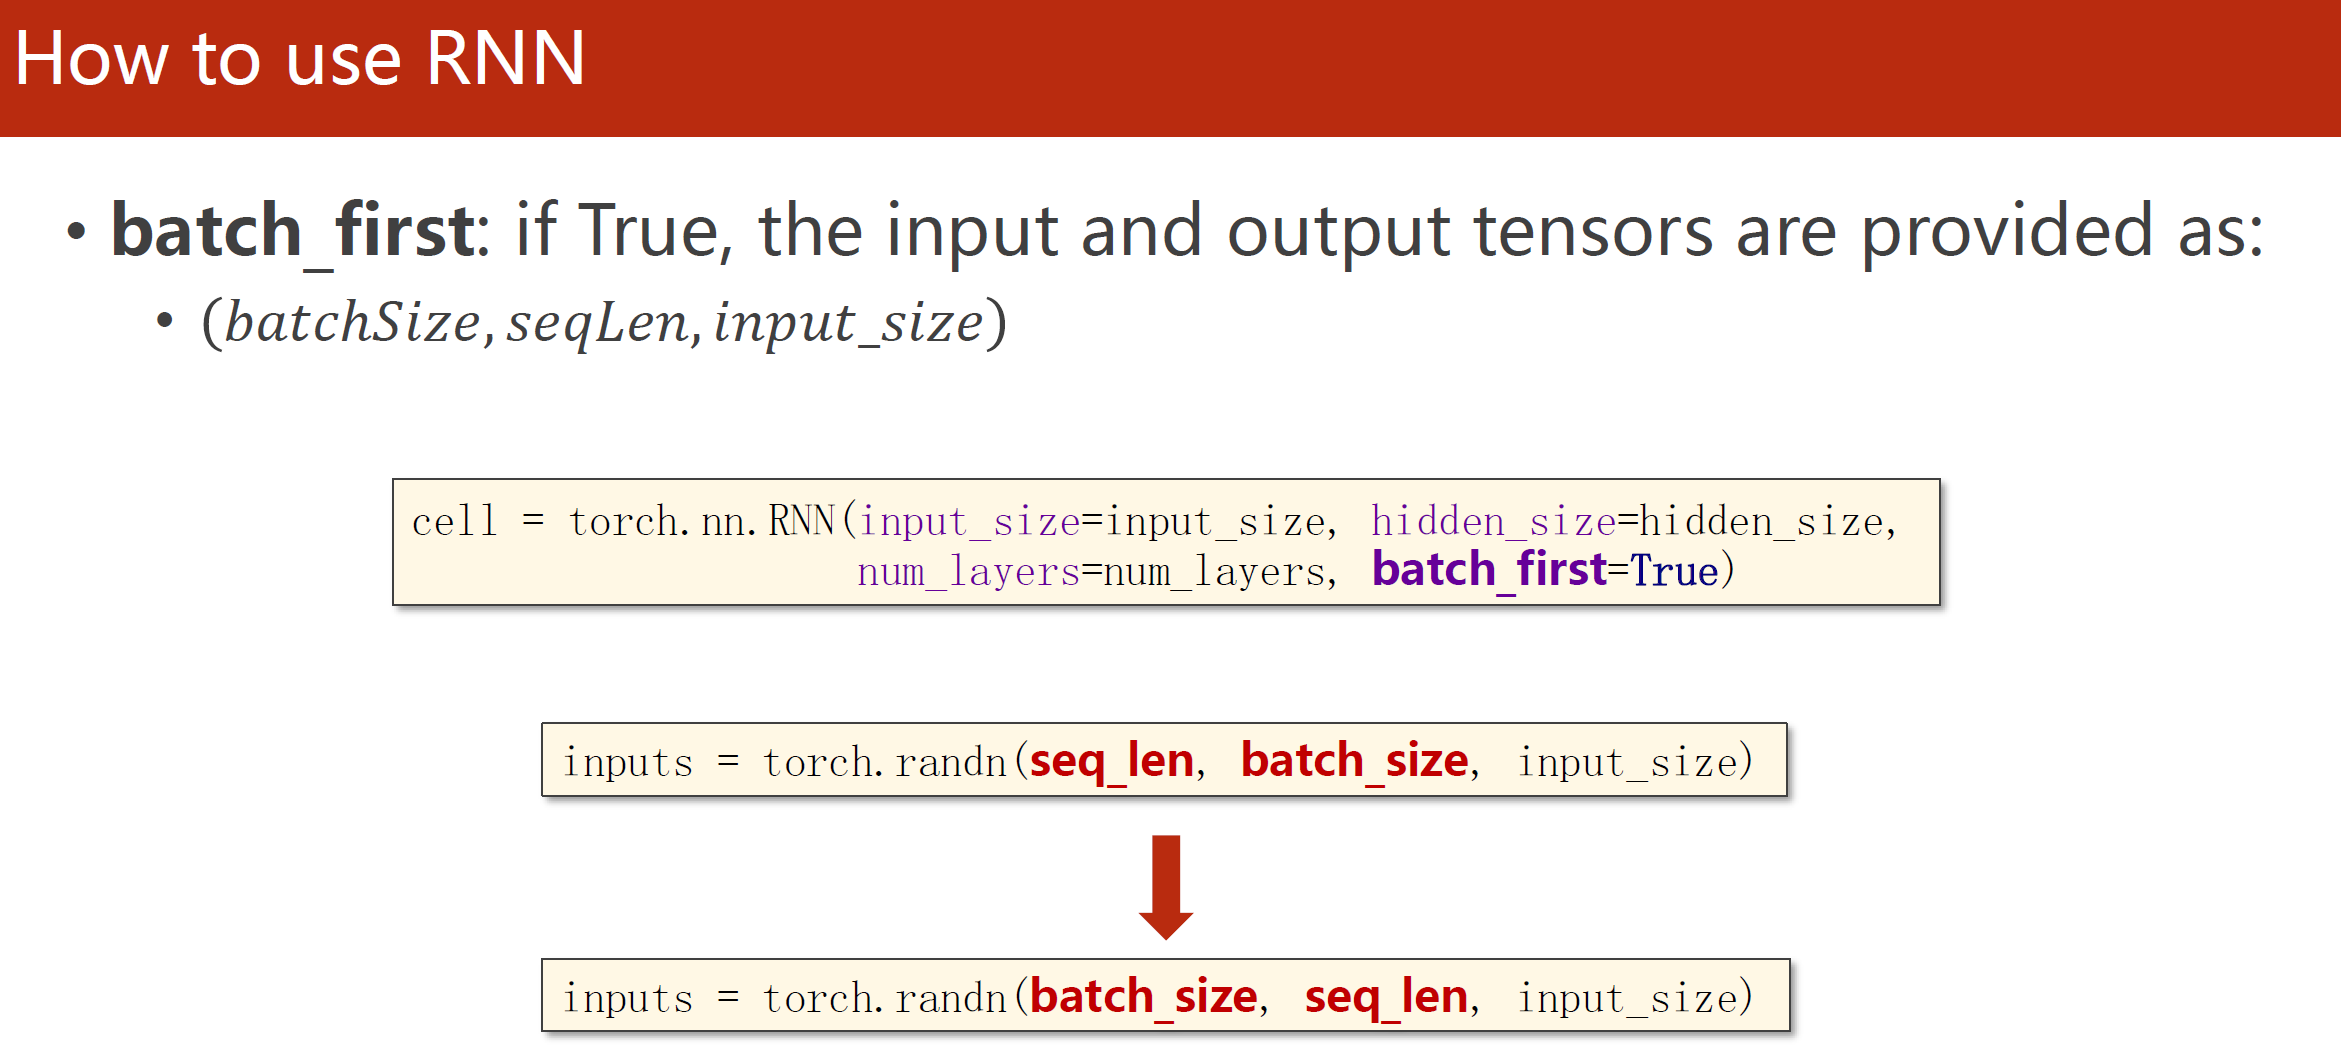 How to use RNN
• batch_first: if True, the input and output tensors are provided as:
• (batchSize, seqLen, input_size)
cell = torch.nn.RNN(input_size=input_size, hidden_size=hidden_size,
num_layers=num_layers, batch_first=True)
inputs = torch.randn(seq_len, batch_size, input_size)
inputs = torch.randn(batch_size, seq_len, input_size)